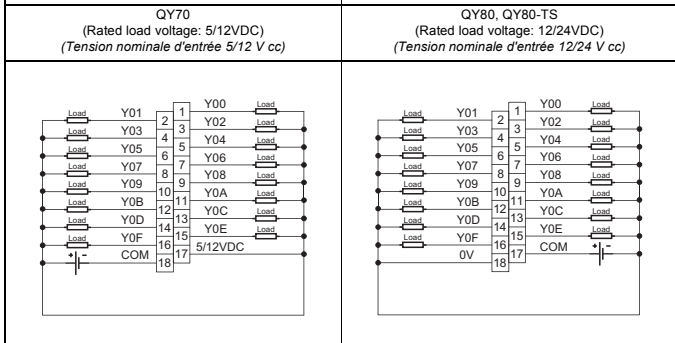 QY70
(Rated load voltage: 5/12VDC)
(Tension nominale d'entrée 5/12 V cc)
Load Y01 2 1 Y00 Load
Load Y03 4 3 Y02 Load
Load Y05 6 5 Y04 Load
Load Y07 8 7 Y06 Load
Load Y09 10 9 Y08 Load
Load Y0B 12 11 Y0A Load
Load Y0D 14 13 Y0C Load
Load Y0F 16 15 Y0E Load
+ - COM 18 17 5/12VDC
QY80, QY80-TS
(Rated load voltage: 12/24VDC)
(Tension nominale d'entrée 12/24 V cc)
Load Y01 2 1 Y00 Load
Load Y03 4 3 Y02 Load
Load Y05 6 5 Y04 Load
Load Y07 8 7 Y06 Load
Load Y09 10 9 Y08 Load
Load Y0B 12 11 Y0A Load
Load Y0D 14 13 Y0C Load
Load Y0F 16 15 Y0E Load
0V 18 17 COM + -